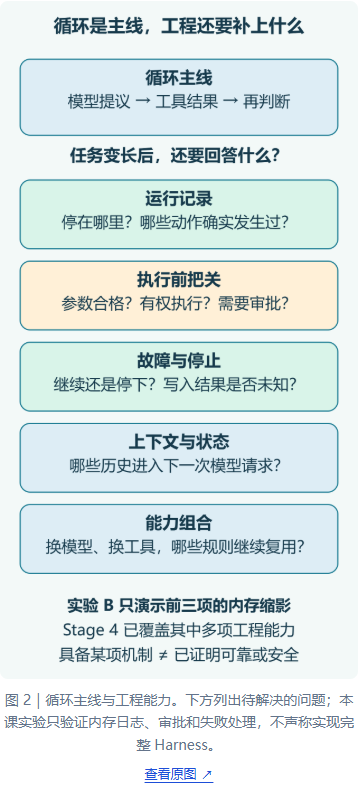 循环是主线，工程还要补上什么
循环主线
模型提议 → 工具结果 → 再判断
任务变长后，还要回答什么？
运行记录
停在哪里？哪些动作确实发生过？
执行前把关
参数合格？有权执行？需要审批？
故障与停止
继续还是停下？写入结果是否未知？
上下文与状态
哪些历史进入下一次模型请求？
能力组合
换模型、换工具，哪些规则继续复用？
实验 B 只演示前三项的内存缩影
Stage 4 已覆盖其中多项工程能力
具备某项机制 ≠ 已证明可靠或安全
图 2｜循环主线与工程能力。下方列出待解决的问题；本
课实验只验证内存日志、审批和失败处理，不声称实现完
整 Harness。
查看原图 ↗